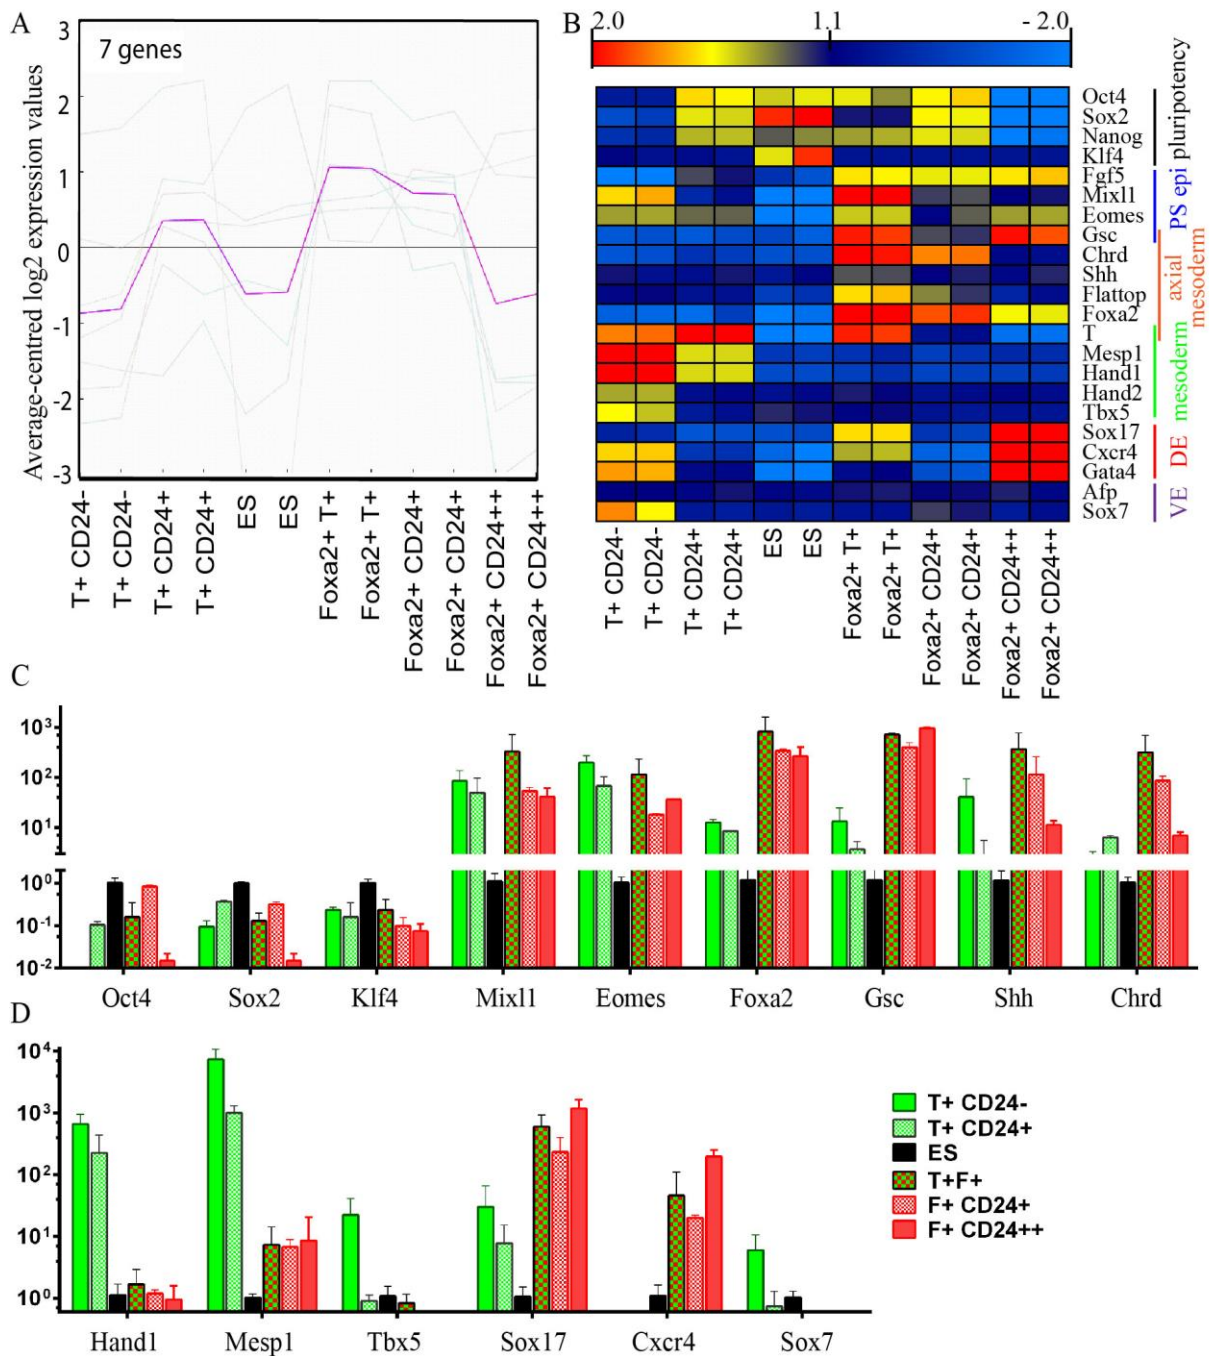 A
7 genes
Average-centred log2 expression values
3
2
1
0
-1
-2
-3
T+ CD24-
T+ CD24-
T+ CD24+
T+ CD24+
ES
ES
Foxa2+ T+
Foxa2+ T+
Foxa2+ CD24+
Foxa2+ CD24+
Foxa2+ CD24++
Foxa2+ CD24++
B
2.0 1.1 - 2.0
Oct4
Sox2
Nanog
Klf4
Fgf5
Mixl1
Eomes
Gsc
Chrd
Shh
Flattop
Foxa2
T
Mesp1
Hand1
Hand2
Tbx5
Sox17
Cxcr4
Gata4
Afp
Sox7
pluripotency
PS epi
axial
mesoderm
mesoderm
DE
VE
T+ CD24-
T+ CD24-
T+ CD24+
T+ CD24+
ES
ES
Foxa2+ T+
Foxa2+ T+
Foxa2+ CD24+
Foxa2+ CD24+
Foxa2+ CD24++
Foxa2+ CD24++
C
10³
10²
10¹
10⁰
10⁻¹
10⁻²
Oct4 Sox2 Klf4 Mixl1 Eomes Foxa2 Gsc Shh Chrd
D
10⁴
10³
10²
10¹
10⁰
Hand1 Mesp1 Tbx5 Sox17 Cxcr4 Sox7
T+ CD24-
T+ CD24+
ES
T+F+
F+ CD24+
F+ CD24++